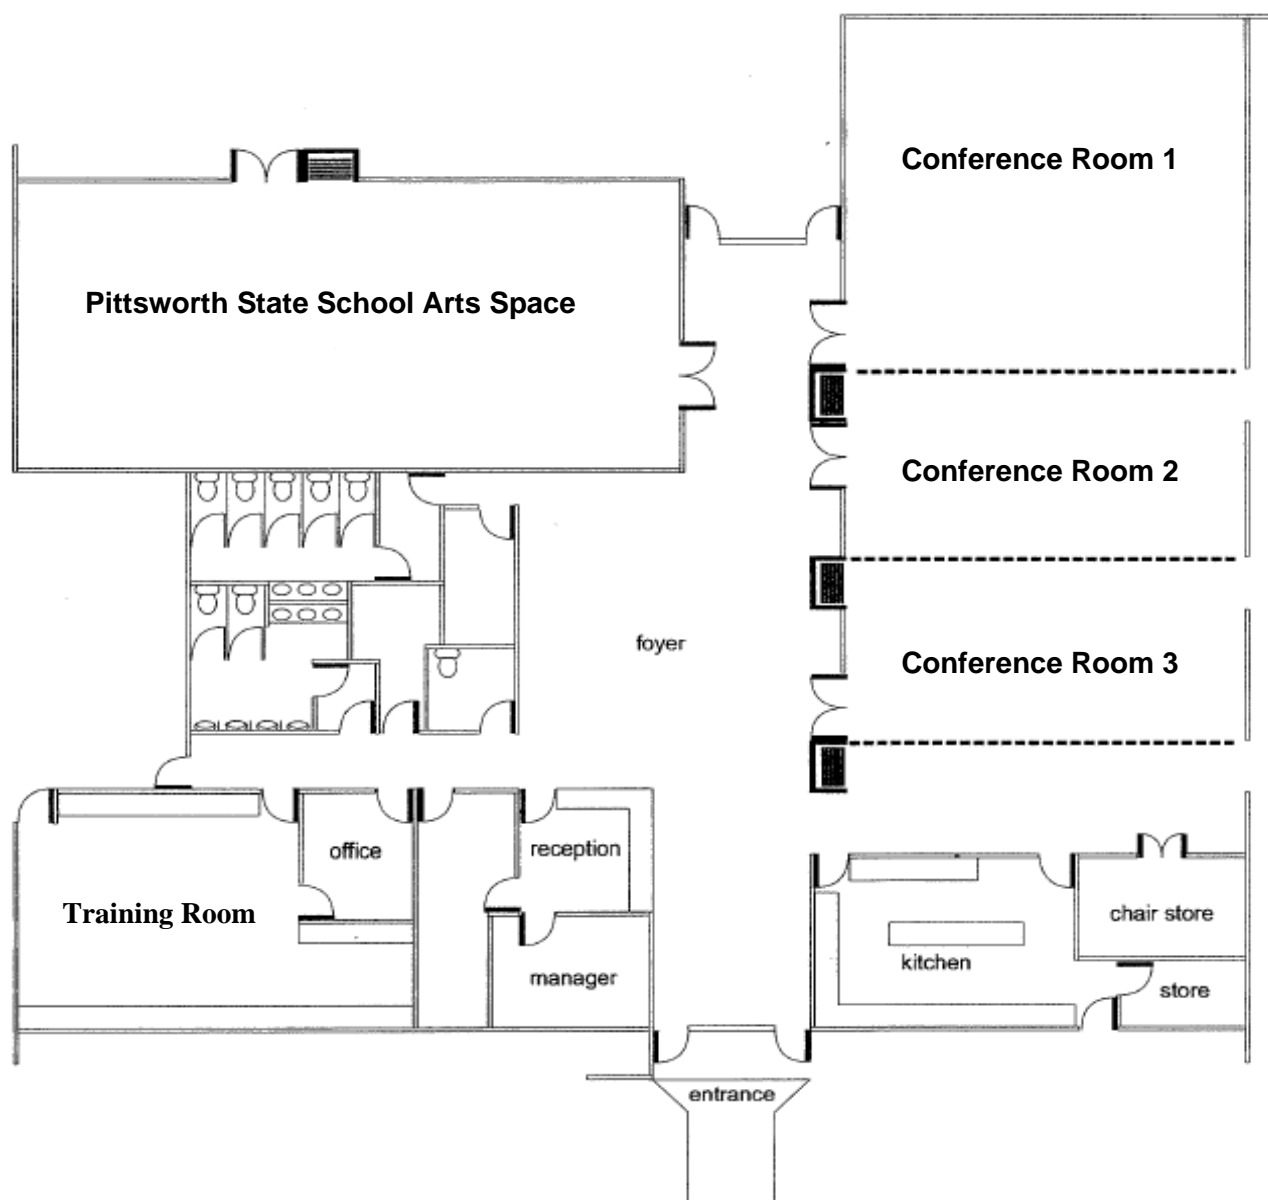 Conference Room 1
Pittsworth State School Arts Space
Conference Room 2
foyer
Conference Room 3
office
reception
Training Room
chair store
kitchen
manager
store
entrance